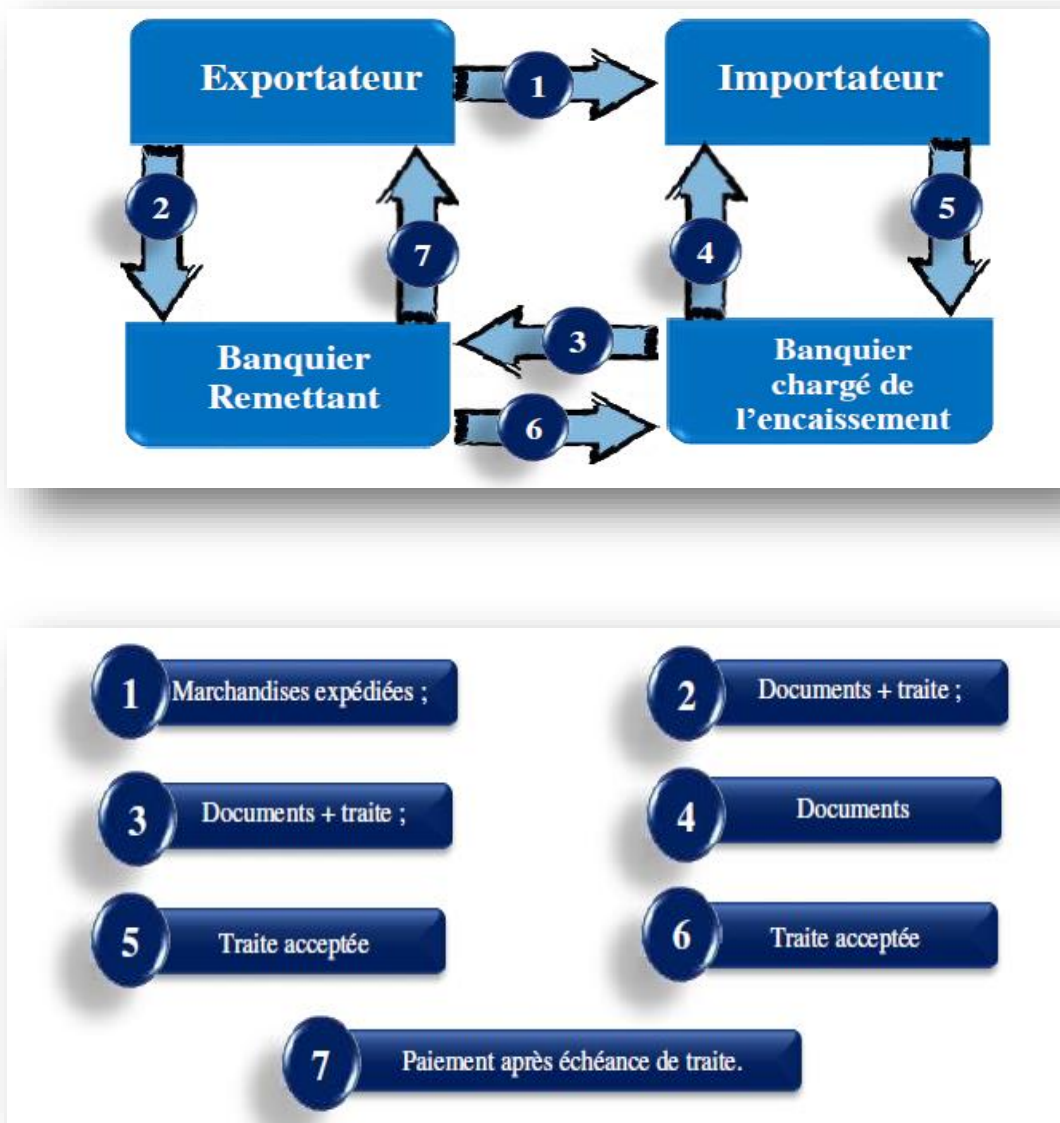 Exportateur
1
Importateur
2
7
4
5
3
Banquier
Remettant
Banquier
chargé de
l'encaissement
6
1 Marchandises expédiées ;
2 Documents + traite ;
3 Documents + traite ;
4 Documents
5 Traite acceptée
6 Traite acceptée
7 Paiement après échéance de traite.